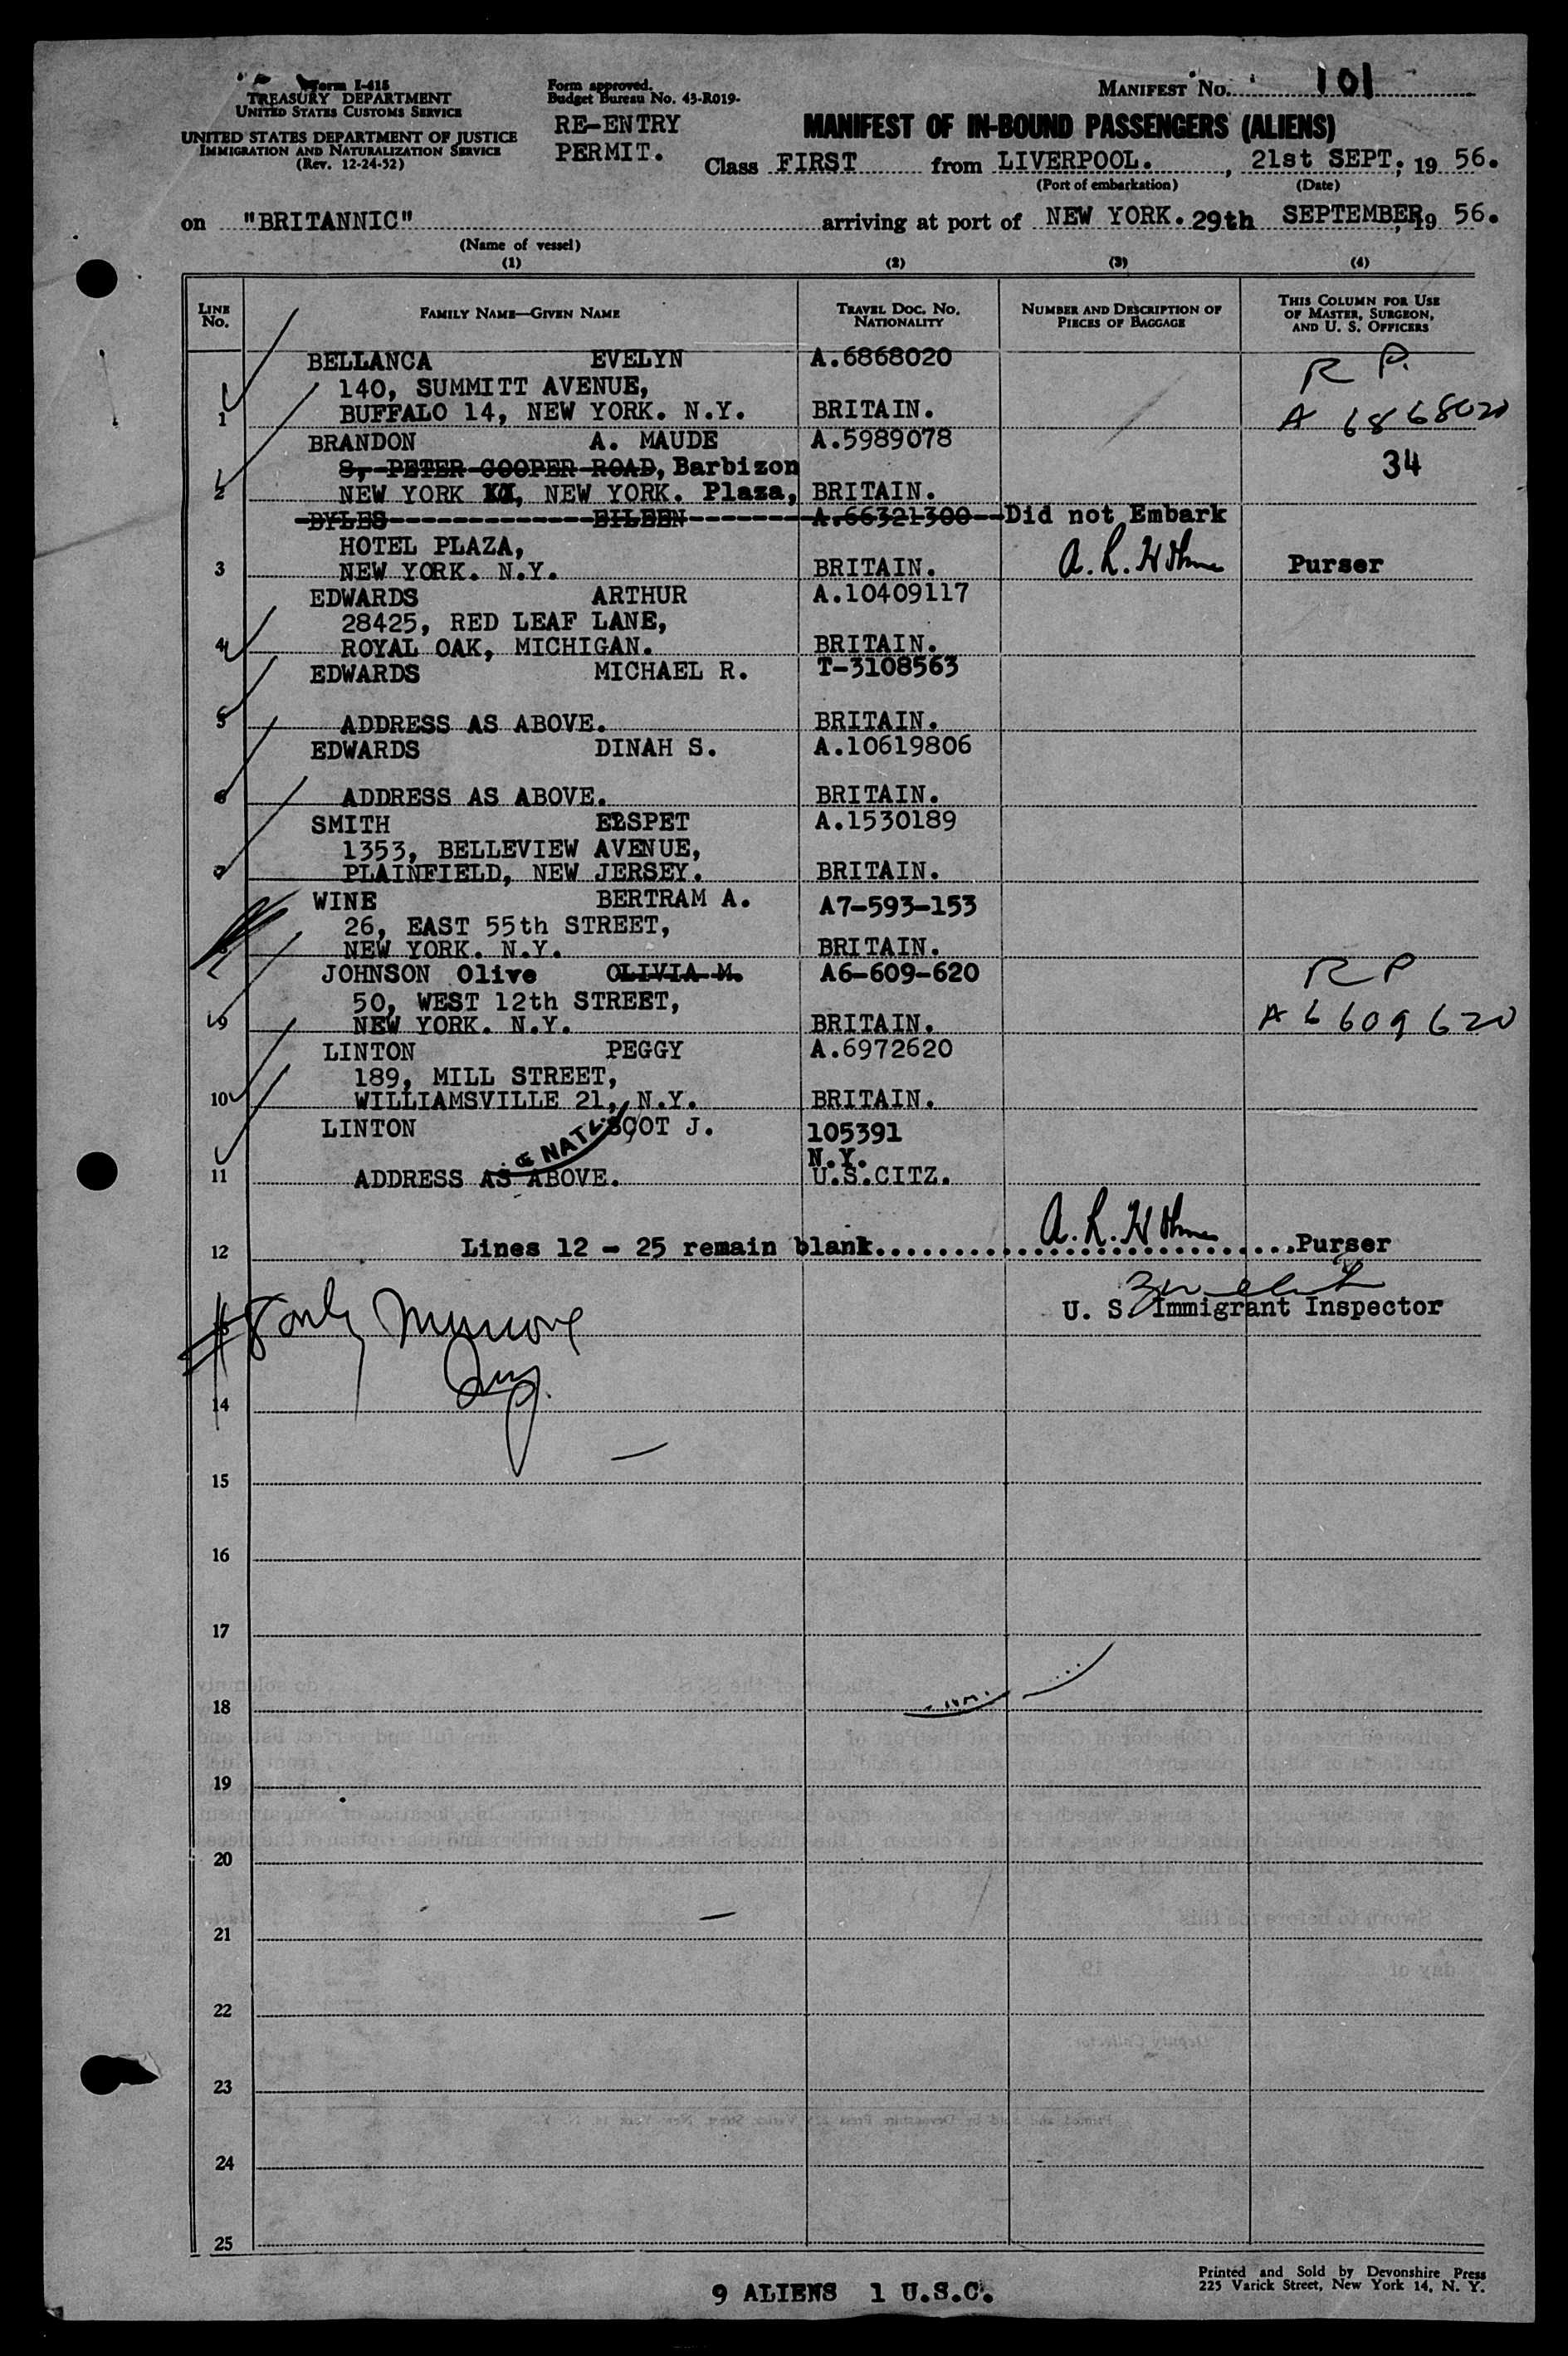 Form I-415
TREASURY DEPARTMENT
UNITED STATES CUSTOMS SERVICE
UNITED STATES DEPARTMENT OF JUSTICE
IMMIGRATION AND NATURALIZATION SERVICE
(Rev. 12-24-52)
Form approved.
Budget Bureau No. 43-R019-
RE-ENTRY
PERMIT.
MANIFEST No. 101
MANIFEST OF IN-BOUND PASSENGERS (ALIENS)
Class FIRST from LIVERPOOL. , 21st SEPT, 19 56.
(Port of embarkation) (Date)
on "BRITANNIC" arriving at port of NEW YORK. 29th SEPTEMBER, 19 56.
(Name of vessel)
(1) (2) (3) (4)
LINE No. FAMILY NAME—GIVEN NAME TRAVEL DOC. No. NATIONALITY NUMBER AND DESCRIPTION OF PIECES OF BAGGAGE THIS COLUMN FOR USE OF MASTER, SURGEON, AND U. S. OFFICERS
BELLANCA EVELYN A.6868020 R P.
140, SUMMITT AVENUE,
1 BUFFALO 14, NEW YORK. N.Y. BRITAIN. A 6868020
BRANDON A. MAUDE A.5989078
8, PETER COOPER ROAD, Barbizon 34
2 NEW YORK XX, NEW YORK. Plaza, BRITAIN.
BYLES EILEEN A.66321300 Did not Embark
HOTEL PLAZA,
3 NEW YORK. N.Y. BRITAIN. Purser
EDWARDS ARTHUR A.10409117
28425, RED LEAF LANE,
4 ROYAL OAK, MICHIGAN. BRITAIN.
EDWARDS MICHAEL R. T-3108563
5 ADDRESS AS ABOVE. BRITAIN.
EDWARDS DINAH S. A.10619806
6 ADDRESS AS ABOVE. BRITAIN.
SMITH ELSPET A.1530189
1353, BELLEVIEW AVENUE,
7 PLAINFIELD, NEW JERSEY. BRITAIN.
WINE BERTRAM A. A7-593-153
26, EAST 55th STREET,
8 NEW YORK. N.Y. BRITAIN.
JOHNSON Olive OLIVIA M. A6-609-620 R P
50, WEST 12th STREET,
9 NEW YORK. N.Y. BRITAIN. A 6609620
LINTON PEGGY A.6972620
189, MILL STREET,
10 WILLIAMSVILLE 21, N.Y. BRITAIN.
LINTON SCOT J. 105391
& NATZ N.Y.
11 ADDRESS AS ABOVE. U.S.CITZ.
12 Lines 12 - 25 remain blank. Purser
U. S. Immigrant Inspector
14
15
16
17
18
19
20
21
22
23
24
25
9 ALIENS 1 U.S.C.
Printed and Sold by Devonshire Press
225 Varick Street, New York 14, N. Y.